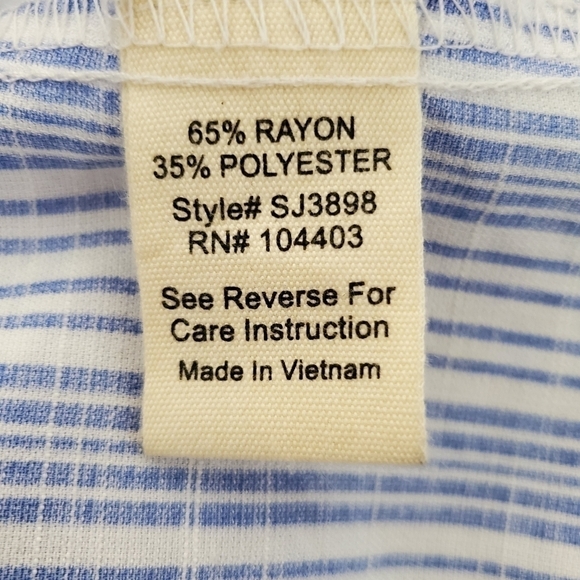 65% RAYON
35% POLYESTER
Style# SJ3898
RN# 104403
See Reverse For
Care Instruction
Made In Vietnam